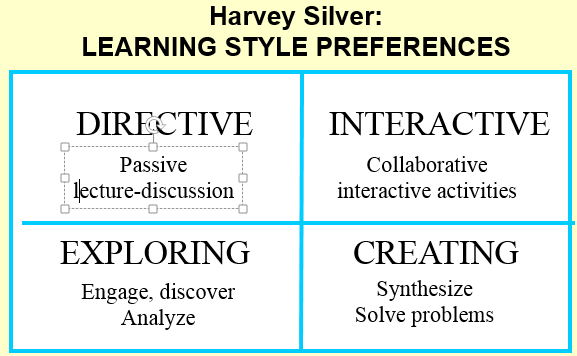 Harvey Silver:
LEARNING STYLE PREFERENCES
DIRECTIVE
Passive
lecture-discussion
INTERACTIVE
Collaborative
interactive activities
EXPLORING
Engage, discover
Analyze
CREATING
Synthesize
Solve problems